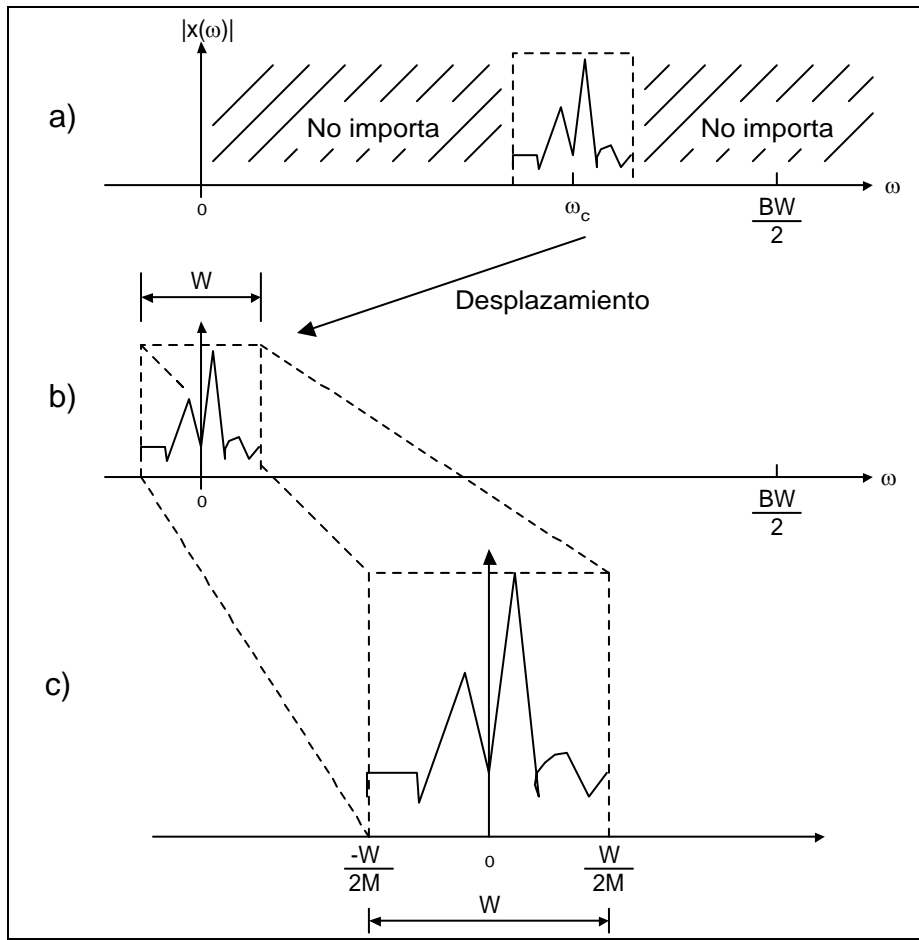 |x(ω)|
a)
No importa
No importa
0
ω_c
BW
2
ω
W
Desplazamiento
b)
0
BW
2
ω
c)
-W
2M
0
W
2M
W